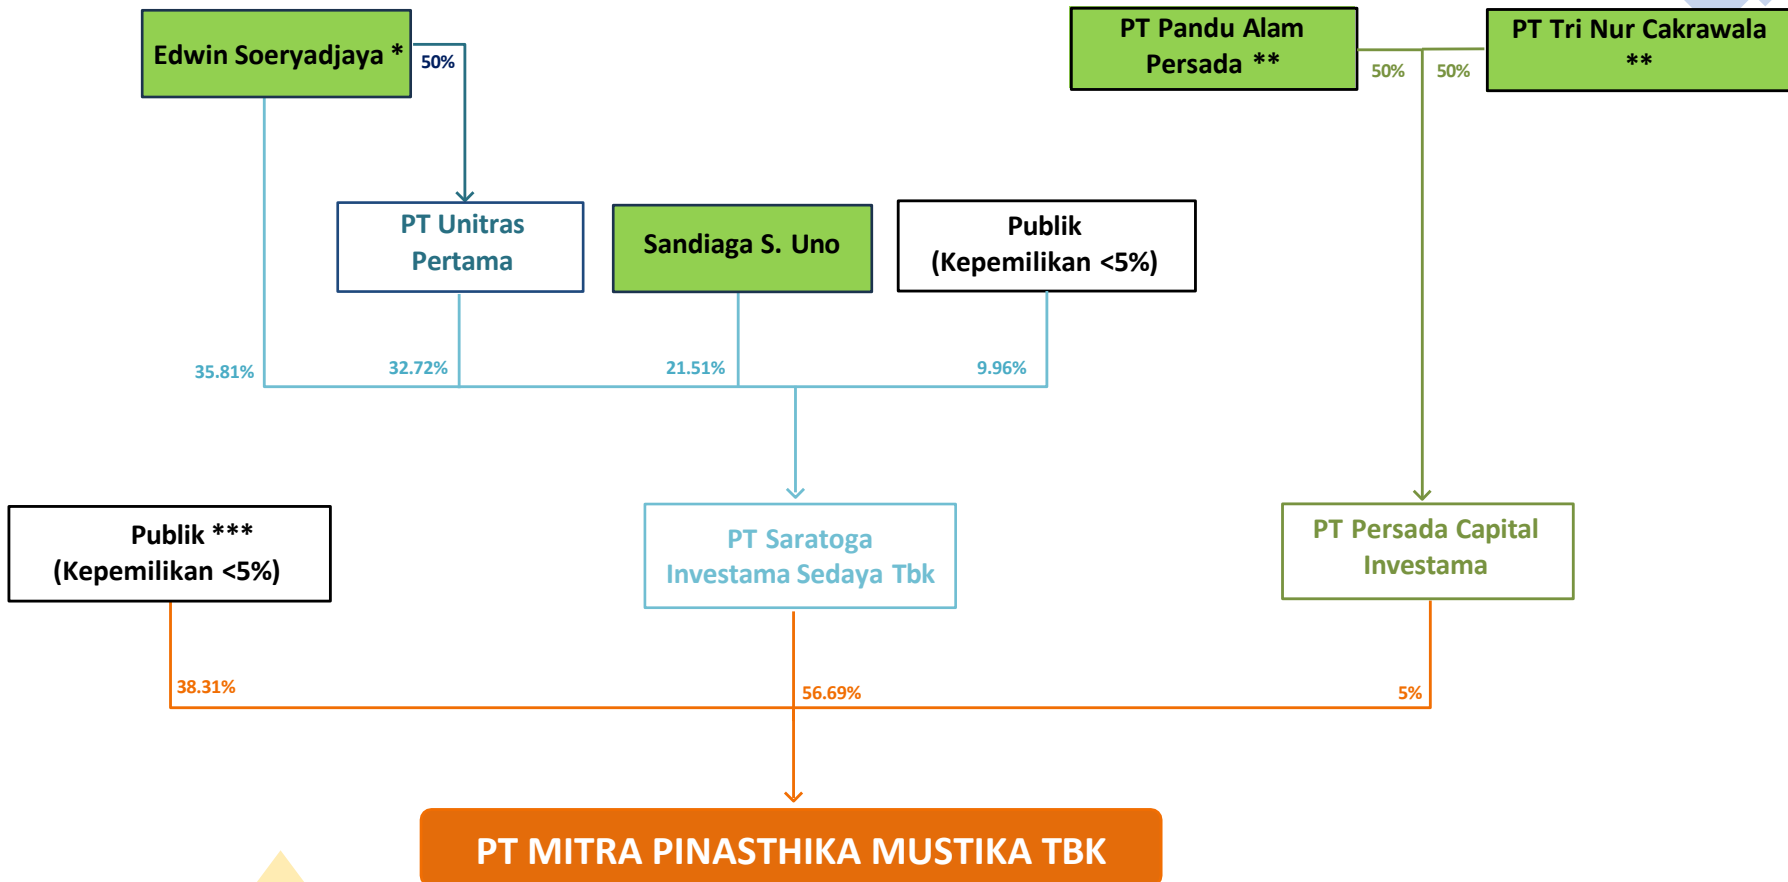 Edwin Soeryadjaya *
50%
PT Pandu Alam
Persada **
50%
50%
PT Tri Nur Cakrawala
**
PT Unitras
Pertama
Sandiaga S. Uno
Publik
(Kepemilikan <5%)
35.81%
32.72%
21.51%
9.96%
Publik ***
(Kepemilikan <5%)
PT Saratoga
Investama Sedaya Tbk
PT Persada Capital
Investama
38.31%
56.69%
5%
PT MITRA PINASTHIKA MUSTIKA TBK